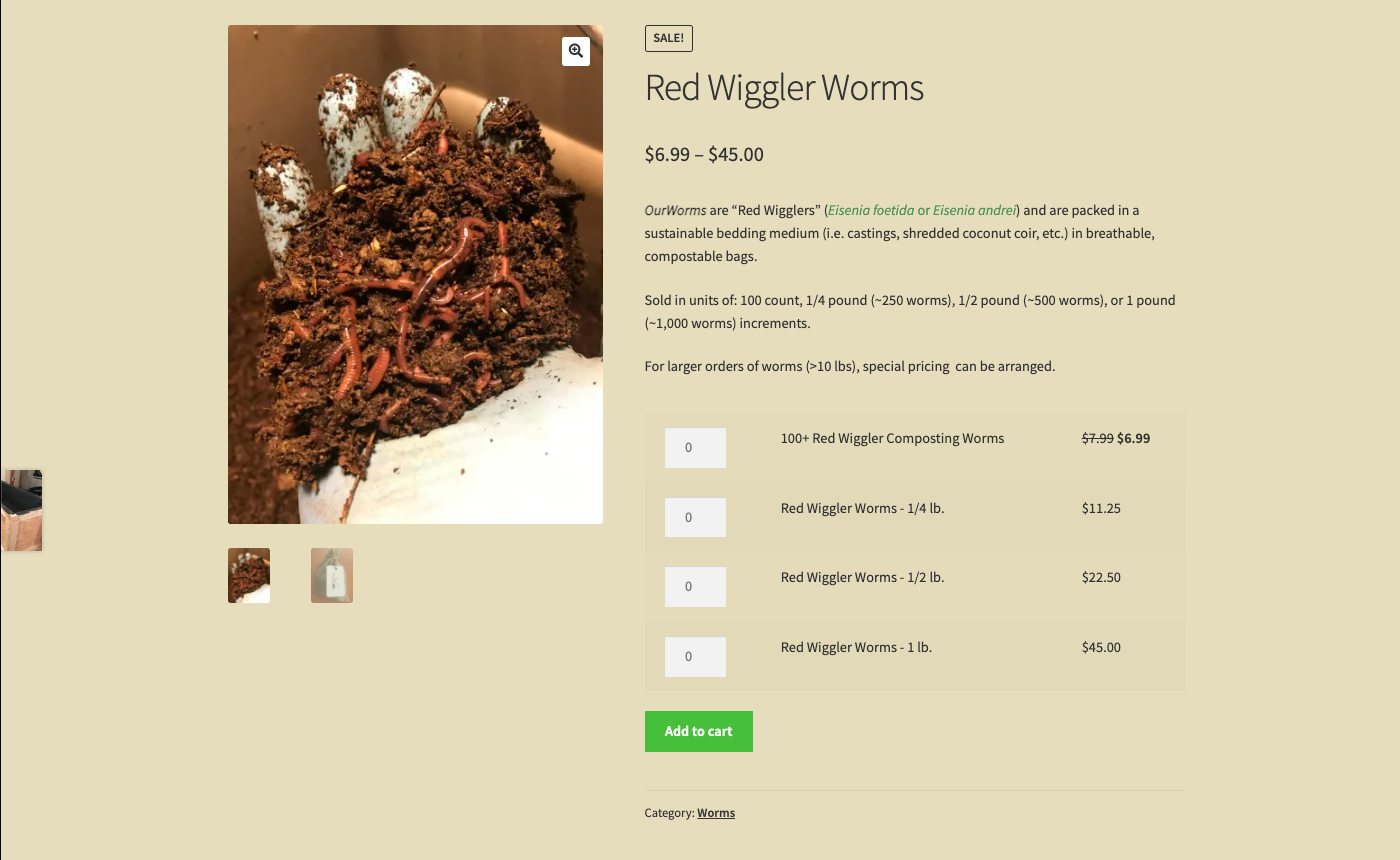 SALE!
Red Wiggler Worms
$6.99 – $45.00
OurWorms are “Red Wigglers” (Eisenia foetida or Eisenia andrei) and are packed in a
sustainable bedding medium (i.e. castings, shredded coconut coir, etc.) in breathable,
compostable bags.
Sold in units of: 100 count, 1/4 pound (~250 worms), 1/2 pound (~500 worms), or 1 pound
(~1,000 worms) increments.
For larger orders of worms (>10 lbs), special pricing  can be arranged.
0 100+ Red Wiggler Composting Worms $7.99 $6.99
0 Red Wiggler Worms - 1/4 lb. $11.25
0 Red Wiggler Worms - 1/2 lb. $22.50
0 Red Wiggler Worms - 1 lb. $45.00
Add to cart
Category: Worms